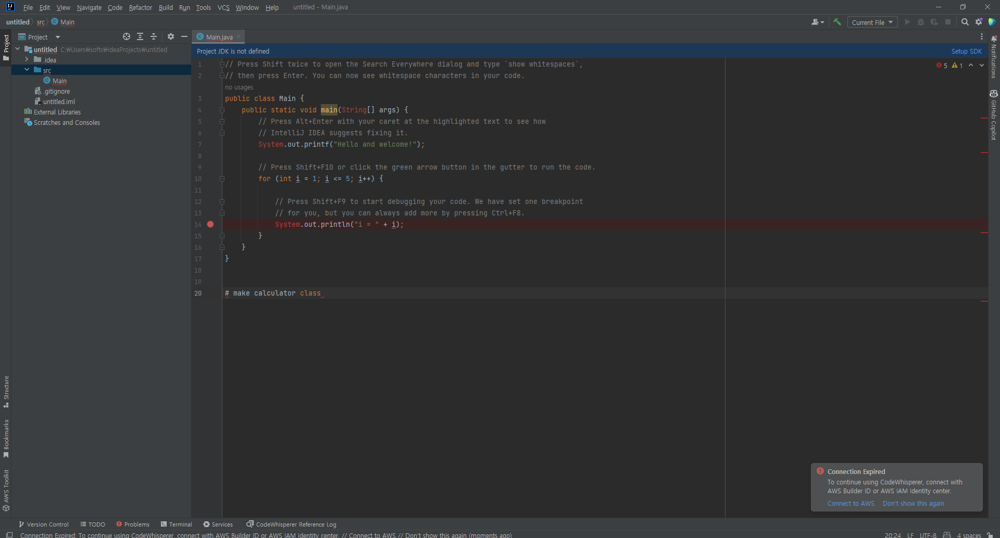 File Edit View Navigate Code Refactor Build Run Tools VCS Window Help untitled - Main.java
untitled src Main
Current File
Project
Main.java
Project
untitled C:₩Users₩softs₩IdeaProjects₩untitled
.idea
src
Main
.gitignore
untitled.iml
External Libraries
Scratches and Consoles
Project JDK is not defined
Setup SDK
5 1
1 // Press Shift twice to open the Search Everywhere dialog and type `show whitespaces`,
2 // then press Enter. You can now see whitespace characters in your code.
no usages
3 public class Main {
4 public static void main(String[] args) {
5 // Press Alt+Enter with your caret at the highlighted text to see how
6 // IntelliJ IDEA suggests fixing it.
7 System.out.printf("Hello and welcome!");
8
9 // Press Shift+F10 or click the green arrow button in the gutter to run the code.
10 for (int i = 1; i <= 5; i++) {
11
12 // Press Shift+F9 to start debugging your code. We have set one breakpoint
13 // for you, but you can always add more by pressing Ctrl+F8.
14 System.out.println("i = " + i);
15 }
16 }
17 }
18
19
20 # make calculator class
Notifications
GitHub Copilot
Structure
Bookmarks
AWS Toolkit
Connection Expired
To continue using CodeWhisperer, connect with
AWS Builder ID or AWS IAM Identity center.
Connect to AWS Don't show this again
Version Control TODO Problems Terminal Services CodeWhisperer Reference Log
Connection Expired: To continue using CodeWhisperer, connect with AWS Builder ID or AWS IAM Identity center. // Connect to AWS // Don't show this again (moments ago)
20:24 LF UTF-8 4 spaces